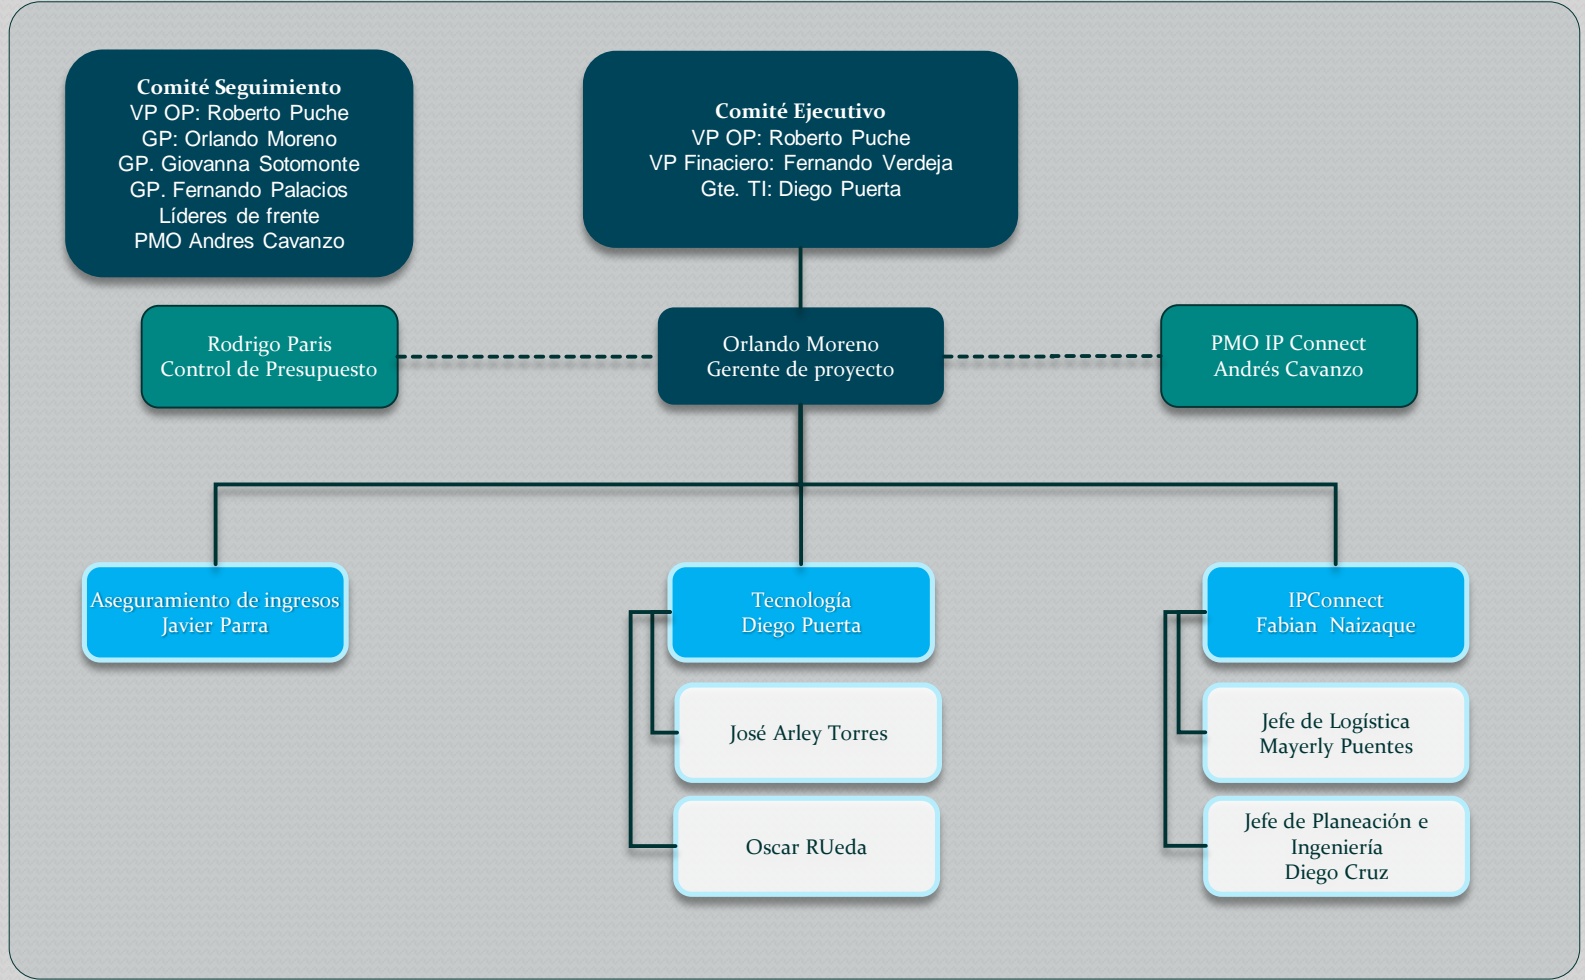 Comité Seguimiento
VP OP: Roberto Puche
GP: Orlando Moreno
GP. Giovanna Sotomonte
GP. Fernando Palacios
Líderes de frente
PMO Andres Cavanzo
Comité Ejecutivo
VP OP: Roberto Puche
VP Finaciero: Fernando Verdeja
Gte. TI: Diego Puerta
Rodrigo Paris
Control de Presupuesto
Orlando Moreno
Gerente de proyecto
PMO IP Connect
Andrés Cavanzo
Aseguramiento de ingresos
Javier Parra
Tecnología
Diego Puerta
IPConnect
Fabian  Naizaque
José Arley Torres
Jefe de Logística
Mayerly Puentes
Oscar RUeda
Jefe de Planeación e
Ingeniería
Diego Cruz